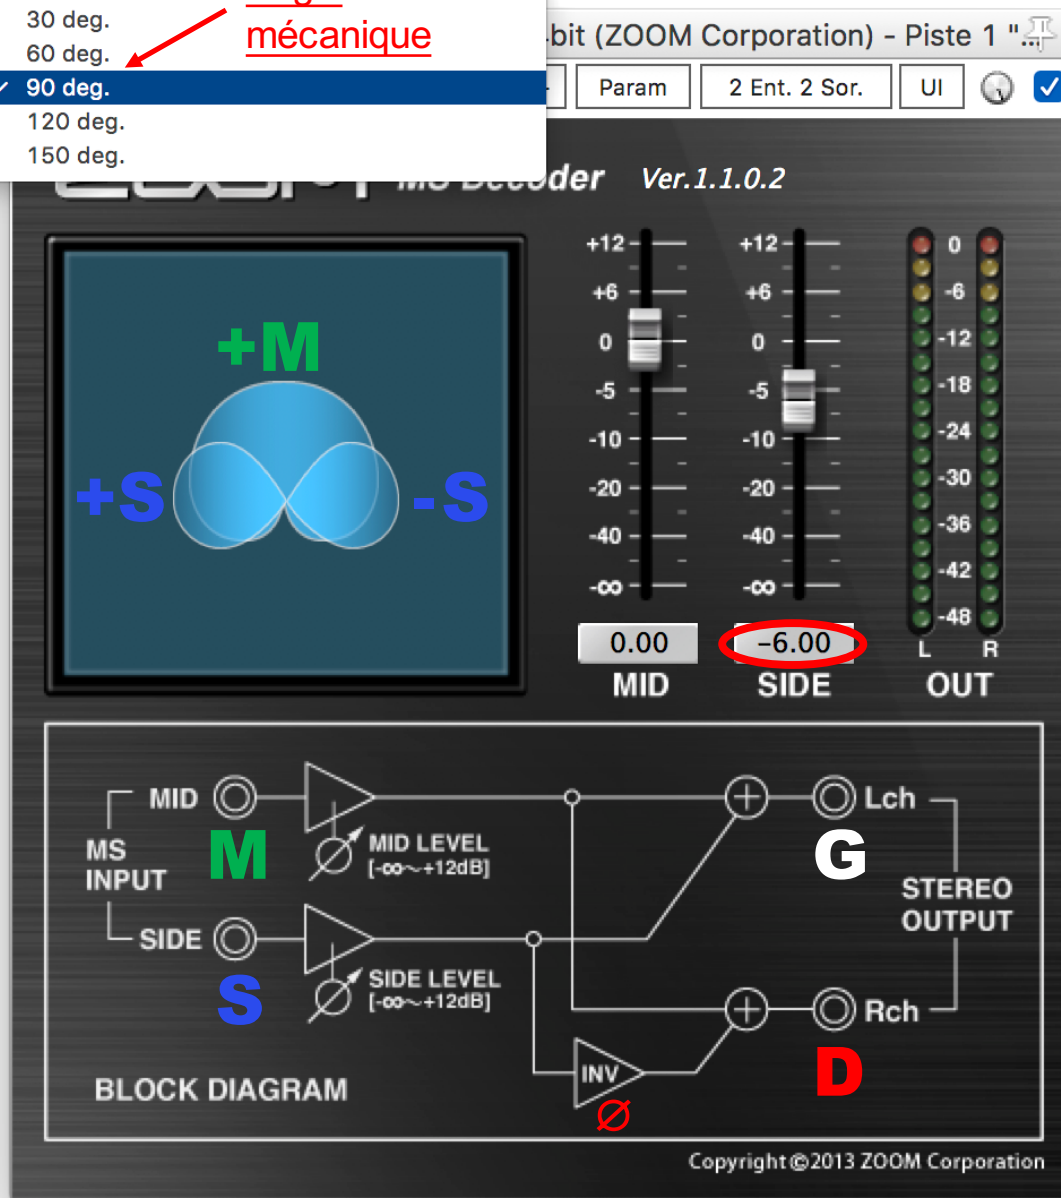 30 deg.
mécanique
60 deg.
90 deg.
120 deg.
150 deg.
bit (ZOOM Corporation) - Piste 1 "...
Param
2 Ent. 2 Sor.
UI
Decoder Ver.1.1.0.2
+M
+S
-S
+12
+6
0
-5
-10
-20
-40
-∞
0.00
MID
+12
+6
0
-5
-10
-20
-40
-∞
-6.00
SIDE
0
-6
-12
-18
-24
-30
-36
-42
-48
L R
OUT
MS
INPUT
MID
M
MID LEVEL
[-∞~+12dB]
SIDE
S
SIDE LEVEL
[-∞~+12dB]
INV
Ø
Lch
G
STEREO
OUTPUT
Rch
D
BLOCK DIAGRAM
Copyright©2013 ZOOM Corporation